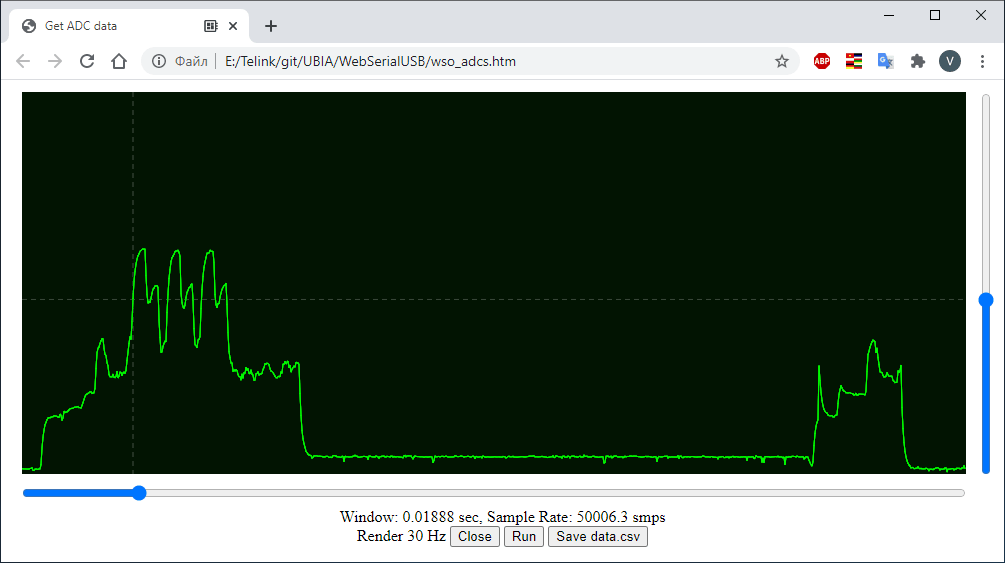 Get ADC data
Файл E:/Telink/git/UBIA/WebSerialUSB/wso_adcs.htm
ABP
G
V
Window: 0.01888 sec, Sample Rate: 50006.3 smps
Render 30 Hz Close Run Save data.csv